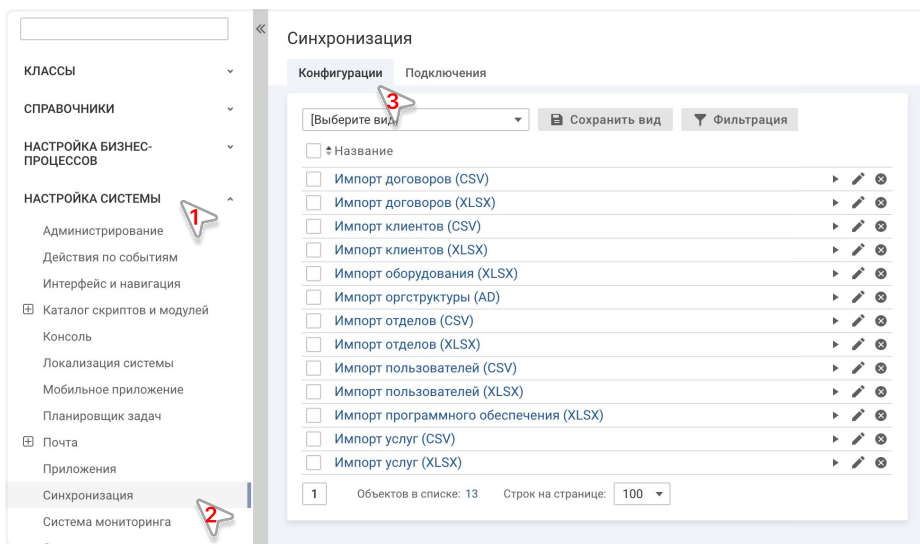 КЛАССЫ
СПРАВОЧНИКИ
НАСТРОЙКА БИЗНЕС-
ПРОЦЕССОВ
НАСТРОЙКА СИСТЕМЫ
1
Администрирование
Действия по событиям
Интерфейс и навигация
Каталог скриптов и модулей
Консоль
Локализация системы
Мобильное приложение
Планировщик задач
Почта
Приложения
Синхронизация
2
Система мониторинга
Синхронизация
Конфигурации Подключения
3
[Выберите вид Сохранить вид Фильтрация
Название
Импорт договоров (CSV)
Импорт договоров (XLSX)
Импорт клиентов (CSV)
Импорт клиентов (XLSX)
Импорт оборудования (XLSX)
Импорт оргструктуры (AD)
Импорт отделов (CSV)
Импорт отделов (XLSX)
Импорт пользователей (CSV)
Импорт пользователей (XLSX)
Импорт программного обеспечения (XLSX)
Импорт услуг (CSV)
Импорт услуг (XLSX)
1 Объектов в списке: 13 Строк на странице: 100